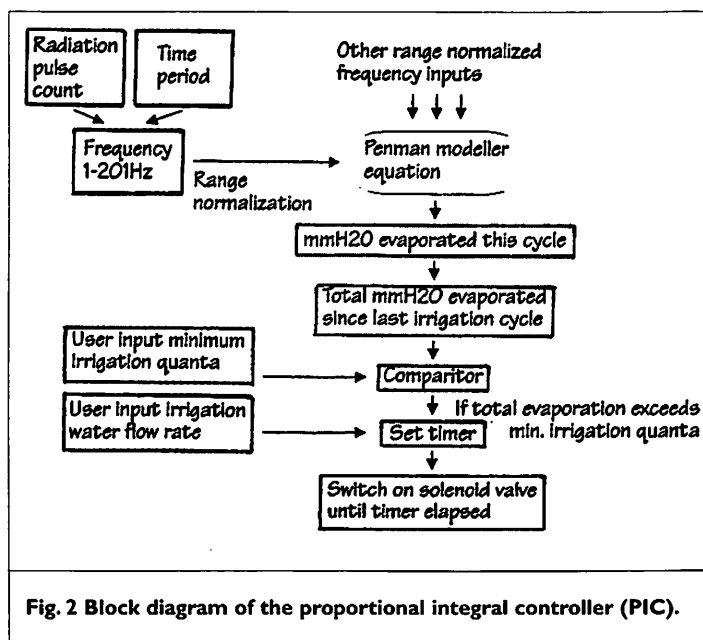 Radiation
pulse
count
Time
period
Other range normalized
frequency inputs
Frequency
1-201Hz
Range
normalization
Penman modeller
equation
mmH2O evaporated this cycle
Total mmH2O evaporated
since last irrigation cycle
User input minimum
irrigation quanta
Comparitor
User input irrigation
water flow rate
If total evaporation exceeds
min. irrigation quanta
Set timer
Switch on solenoid valve
until timer elapsed
Fig. 2 Block diagram of the proportional integral controller (PIC).